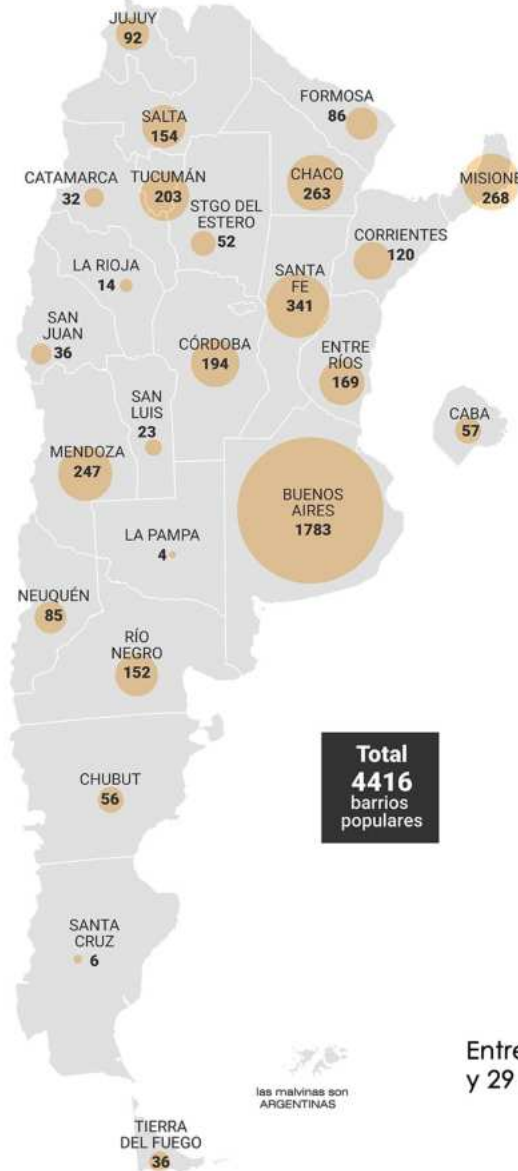 JUJUY
92
FORMOSA
86
SALTA
154
CATAMARCA
32
TUCUMÁN
203
CHACO
263
MISIONE
268
STGO DEL
ESTERO
52
CORRIENTES
120
LA RIOJA
14
SANTA
FE
341
SAN
JUAN
36
CÓRDOBA
194
ENTRE
RÍOS
169
SAN
LUIS
23
CABA
57
MENDOZA
247
BUENOS
AIRES
1783
LA PAMPA
4
NEUQUÉN
85
RÍO
NEGRO
152
Total
4416
barrios
populares
CHUBUT
56
SANTA
CRUZ
6
Entre
y 29
las malvinas son
ARGENTINAS
TIERRA
DEL FUEGO
36